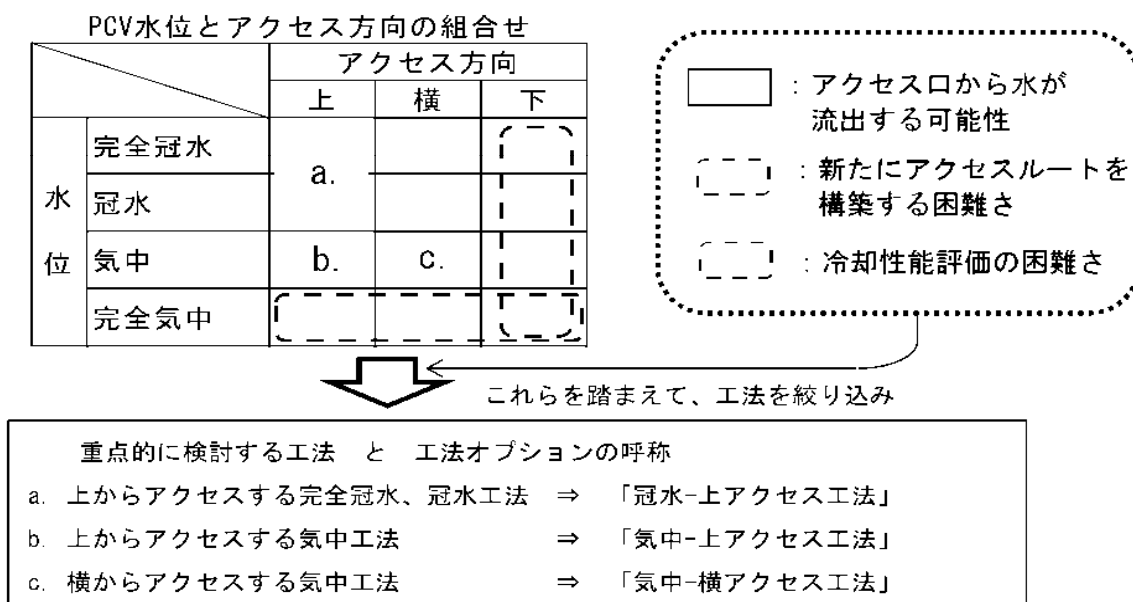 PCV水位とアクセス方向の組合せ
アクセス方向
上 横 下
水位
完全冠水
冠水
a.
気中 b. c.
完全気中
：アクセス口から水が
流出する可能性
：新たにアクセスルートを
構築する困難さ
：冷却性能評価の困難さ
これらを踏まえて、工法を絞り込み
重点的に検討する工法 と 工法オプションの呼称
a. 上からアクセスする完全冠水、冠水工法 ⇒ 「冠水-上アクセス工法」
b. 上からアクセスする気中工法 ⇒ 「気中-上アクセス工法」
c. 横からアクセスする気中工法 ⇒ 「気中-横アクセス工法」